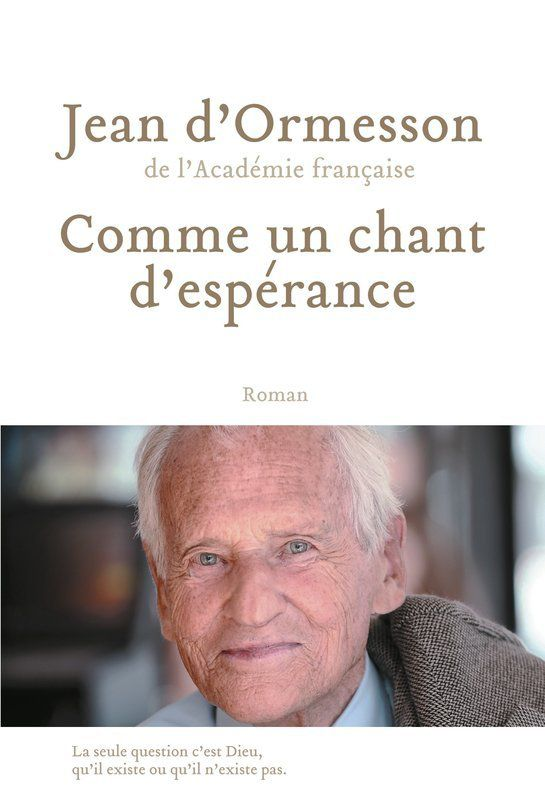 Jean d'Ormesson
de l'Académie française
Comme un chant
d'espérance
Roman
La seule question c'est Dieu,
qu'il existe ou qu'il n'existe pas.